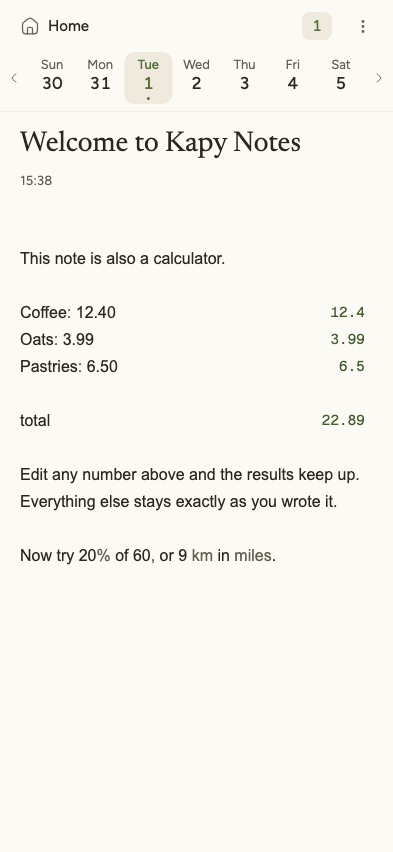 Home
1
Sun Mon Tue Wed Thu Fri Sat
30 31 1 2 3 4 5
Welcome to Kapy Notes
15:38
This note is also a calculator.
Coffee: 12.40 12.4
Oats: 3.99 3.99
Pastries: 6.50 6.5
total 22.89
Edit any number above and the results keep up.
Everything else stays exactly as you wrote it.
Now try 20% of 60, or 9 km in miles.